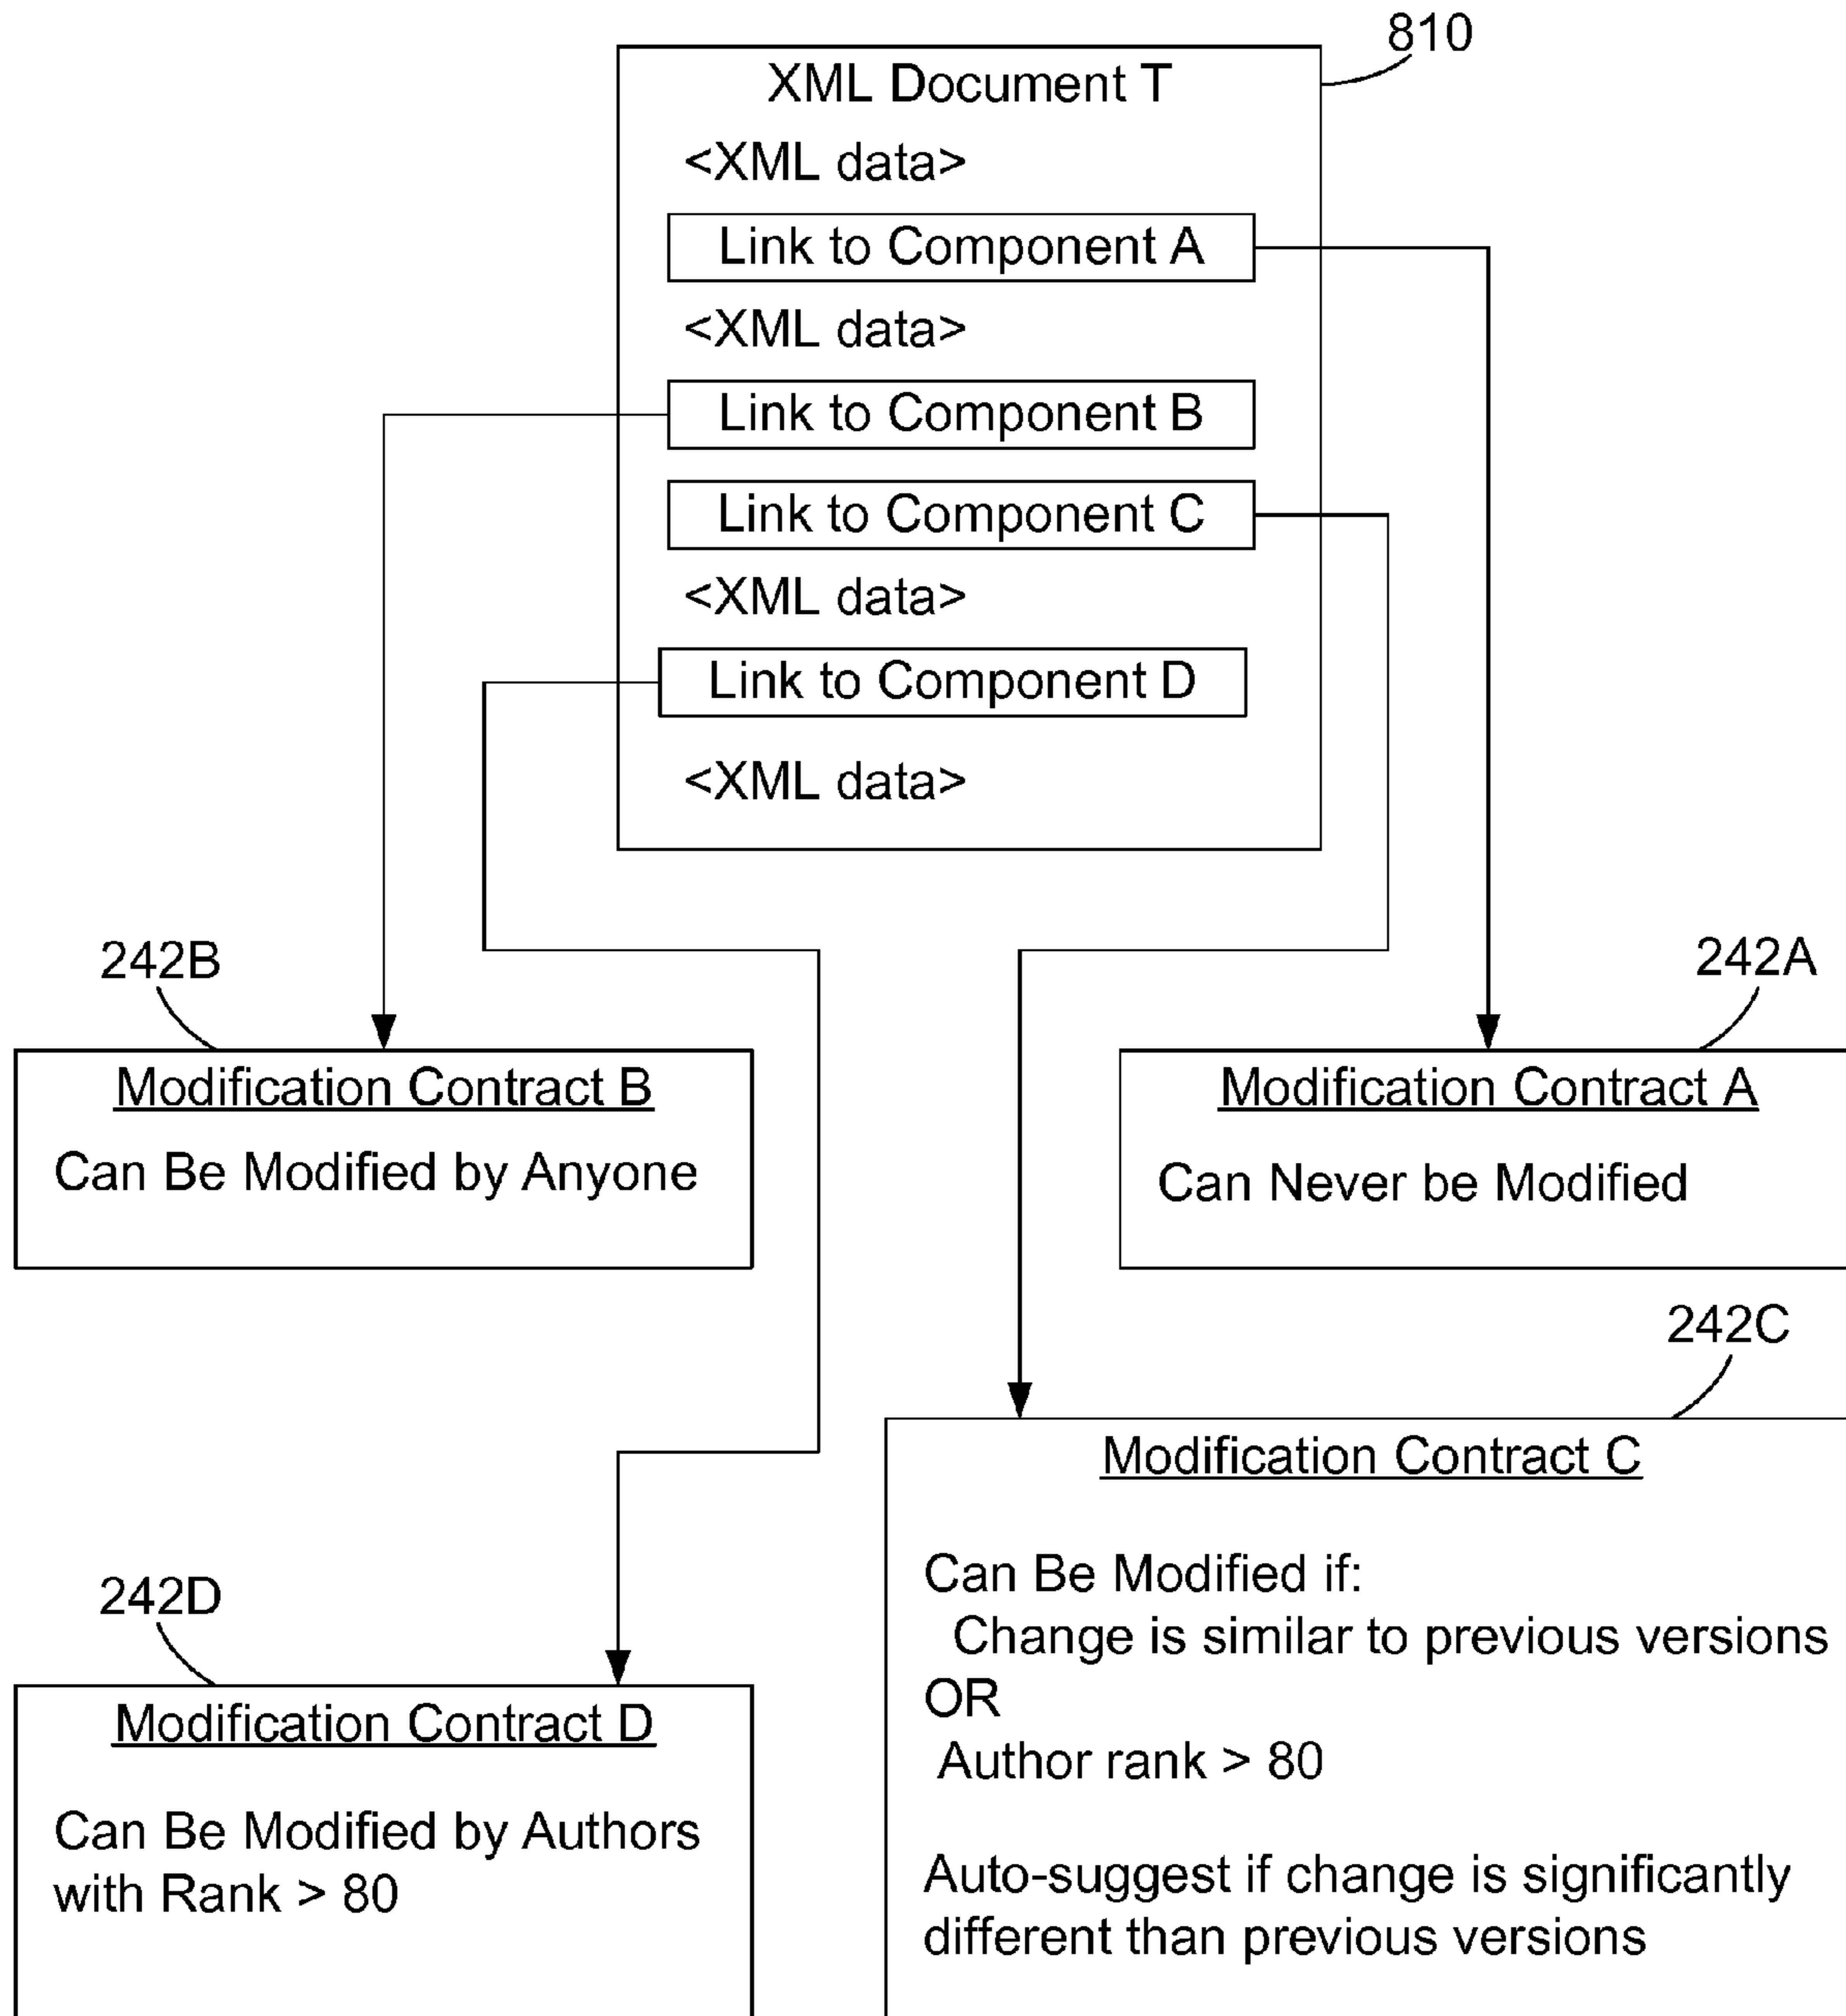 810
XML Document T
<XML data>
Link to Component A
<XML data>
Link to Component B
Link to Component C
<XML data>
Link to Component D
<XML data>
242B
Modification Contract B
Can Be Modified by Anyone
242A
Modification Contract A
Can Never be Modified
242C
Modification Contract C
Can Be Modified if:
Change is similar to previous versions
OR
Author rank > 80
Auto-suggest if change is significantly
different than previous versions
242D
Modification Contract D
Can Be Modified by Authors
with Rank > 80